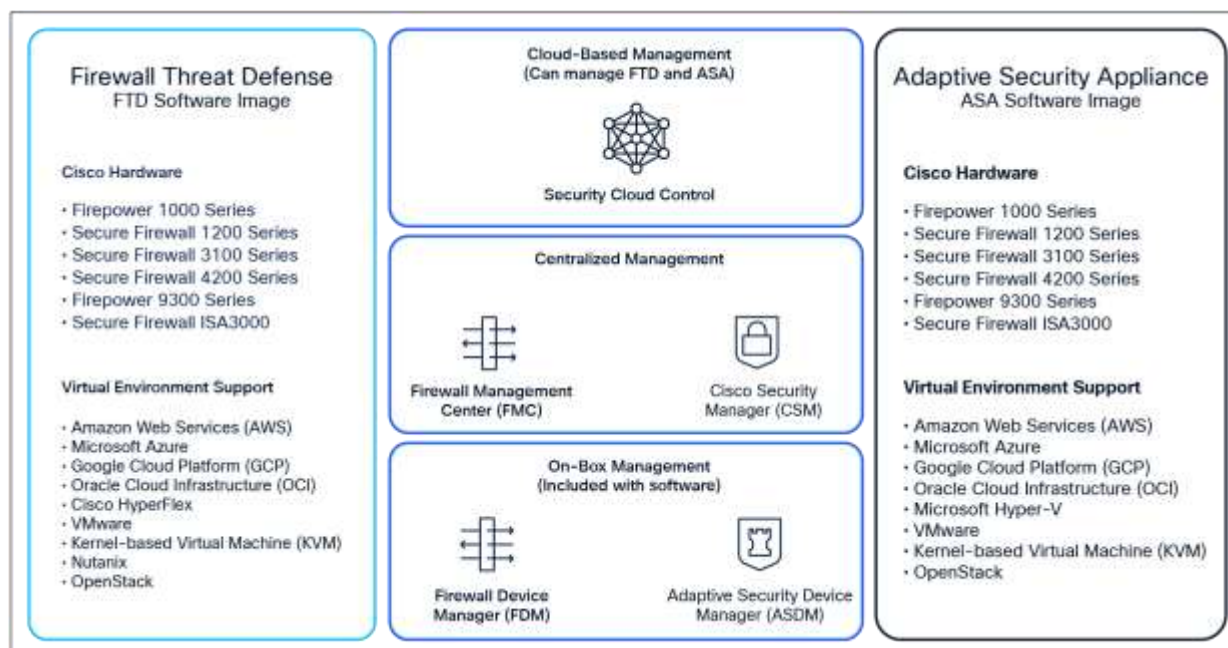 Firewall Threat Defense
FTD Software Image
Cisco Hardware
• Firepower 1000 Series
• Secure Firewall 1200 Series
• Secure Firewall 3100 Series
• Secure Firewall 4200 Series
• Firepower 9300 Series
• Secure Firewall ISA3000
Virtual Environment Support
• Amazon Web Services (AWS)
• Microsoft Azure
• Google Cloud Platform (GCP)
• Oracle Cloud Infrastructure (OCI)
• Cisco HyperFlex
• VMware
• Kernel-based Virtual Machine (KVM)
• Nutanix
• OpenStack
Cloud-Based Management
(Can manage FTD and ASA)
Security Cloud Control
Centralized Management
Firewall Management
Center (FMC)
Cisco Security
Manager (CSM)
On-Box Management
(Included with software)
Firewall Device
Manager (FDM)
Adaptive Security Device
Manager (ASDM)
Adaptive Security Appliance
ASA Software Image
Cisco Hardware
• Firepower 1000 Series
• Secure Firewall 1200 Series
• Secure Firewall 3100 Series
• Secure Firewall 4200 Series
• Firepower 9300 Series
• Secure Firewall ISA3000
Virtual Environment Support
• Amazon Web Services (AWS)
• Microsoft Azure
• Google Cloud Platform (GCP)
• Oracle Cloud Infrastructure (OCI)
• Microsoft Hyper-V
• VMware
• Kernel-based Virtual Machine (KVM)
• OpenStack